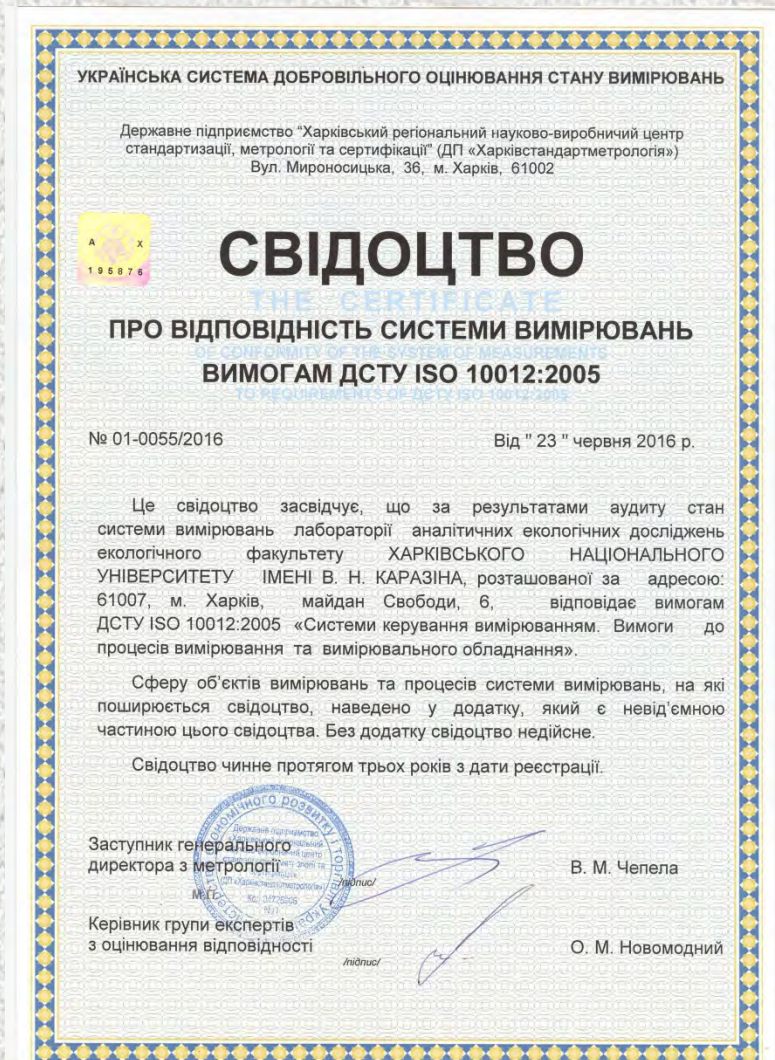 УКРАЇНСЬКА СИСТЕМА ДОБРОВІЛЬНОГО ОЦІНЮВАННЯ СТАНУ ВИМІРЮВАНЬ
Державне підприємство "Харківський регіональний науково-виробничий центр
стандартизації, метрології та сертифікації" (ДП «Харківстандартметрологія»)
Вул. Мироносицька, 36, м. Харків, 61002
А Х
195876
СВІДОЦТВО
THE CERTIFICATE
ПРО ВІДПОВІДНІСТЬ СИСТЕМИ ВИМІРЮВАНЬ
OF CONFORMITY OF THE SYSTEM OF MEASUREMENTS
ВИМОГАМ ДСТУ ISO 10012:2005
TO REQUIREMENTS OF ДСТУ ISO 10012:2005
№ 01-0055/2016 Від " 23 " червня 2016 р.
Це свідоцтво засвідчує, що за результатами аудиту стан
системи вимірювань лабораторії аналітичних екологічних досліджень
екологічного факультету ХАРКІВСЬКОГО НАЦІОНАЛЬНОГО
УНІВЕРСИТЕТУ ІМЕНІ В. Н. КАРАЗІНА, розташованої за адресою:
61007, м. Харків, майдан Свободи, 6, відповідає вимогам
ДСТУ ISO 10012:2005 «Системи керування вимірюванням. Вимоги до
процесів вимірювання та вимірювального обладнання».
Сферу об'єктів вимірювань та процесів системи вимірювань, на які
поширюється свідоцтво, наведено у додатку, який є невід'ємною
частиною цього свідоцтва. Без додатку свідоцтво недійсне.
Свідоцтво чинне протягом трьох років з дати реєстрації.
Заступник генерального
директора з метрології В. М. Чепела
М.П. /підпис/
Керівник групи експертів
з оцінювання відповідності О. М. Новомодний
/підпис/